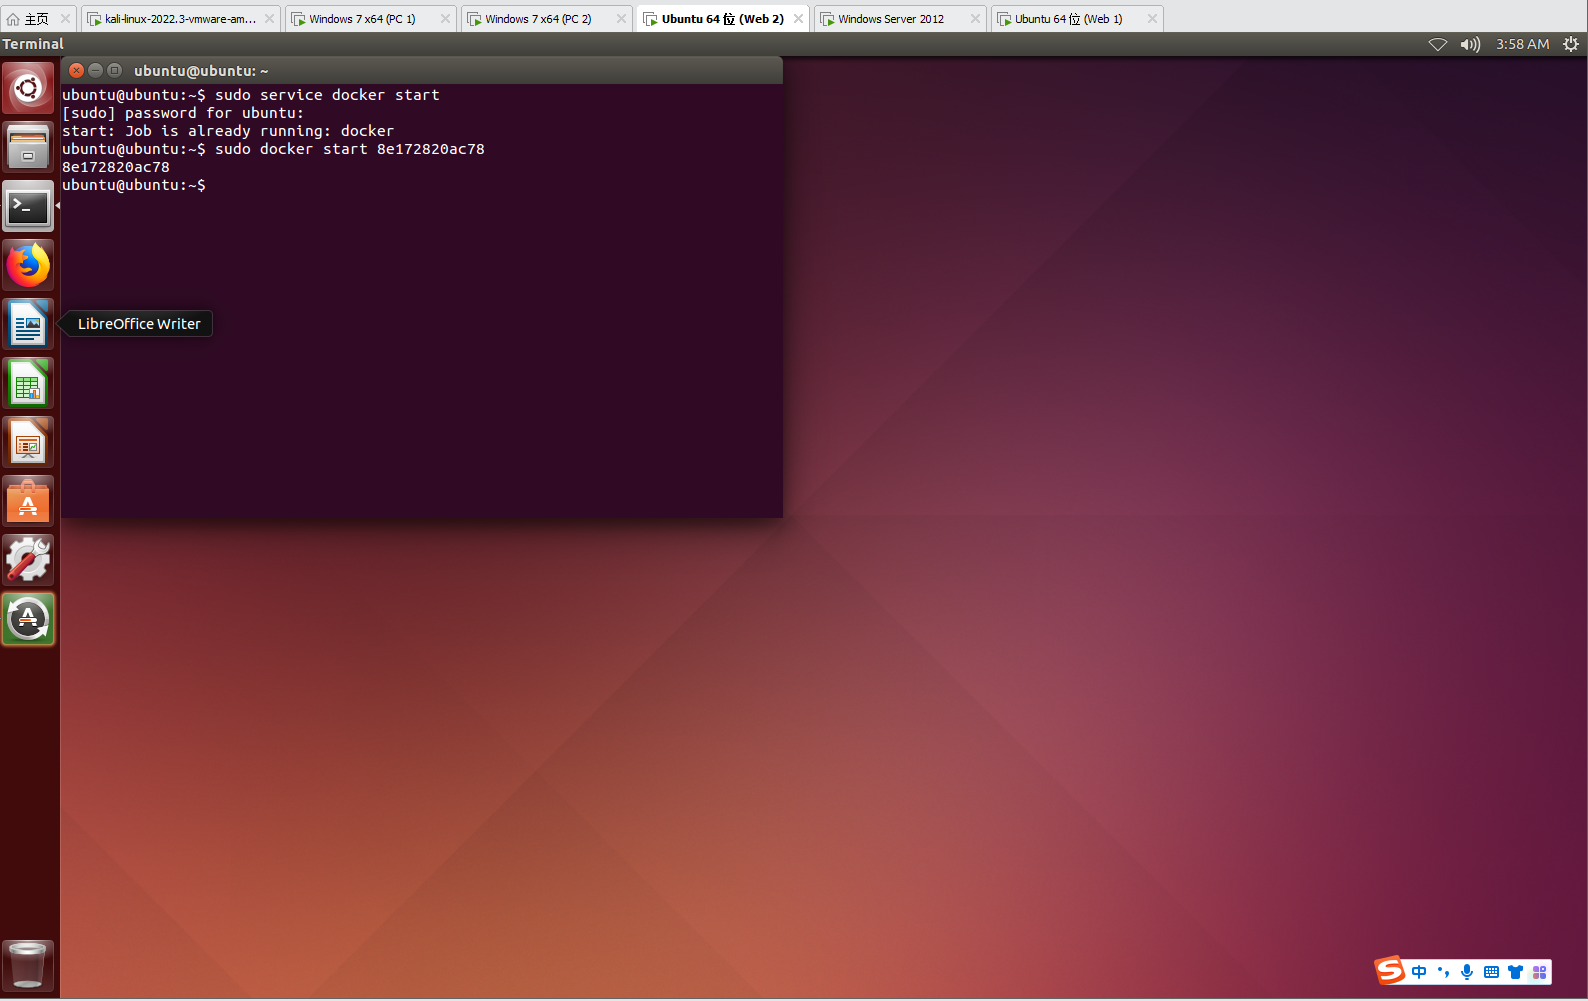 主页
kali-linux-2022.3-vmware-am...
Windows 7 x64 (PC 1)
Windows 7 x64 (PC 2)
Ubuntu 64 位 (Web 2)
Windows Server 2012
Ubuntu 64 位 (Web 1)
Terminal
3:58 AM
ubuntu@ubuntu: ~
ubuntu@ubuntu:~$ sudo service docker start
[sudo] password for ubuntu:
start: Job is already running: docker
ubuntu@ubuntu:~$ sudo docker start 8e172820ac78
8e172820ac78
ubuntu@ubuntu:~$
LibreOffice Writer
中